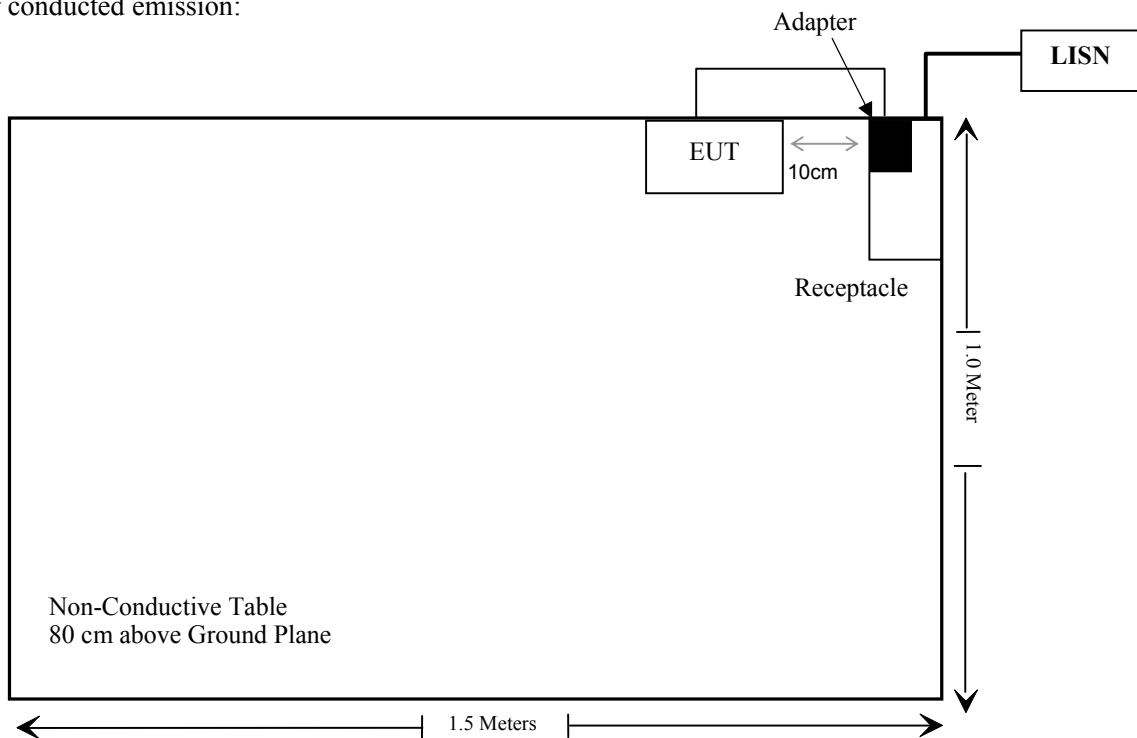 conducted emission:
Adapter
LISN
EUT
10cm
Receptacle
1.0 Meter
Non-Conductive Table
80 cm above Ground Plane
1.5 Meters